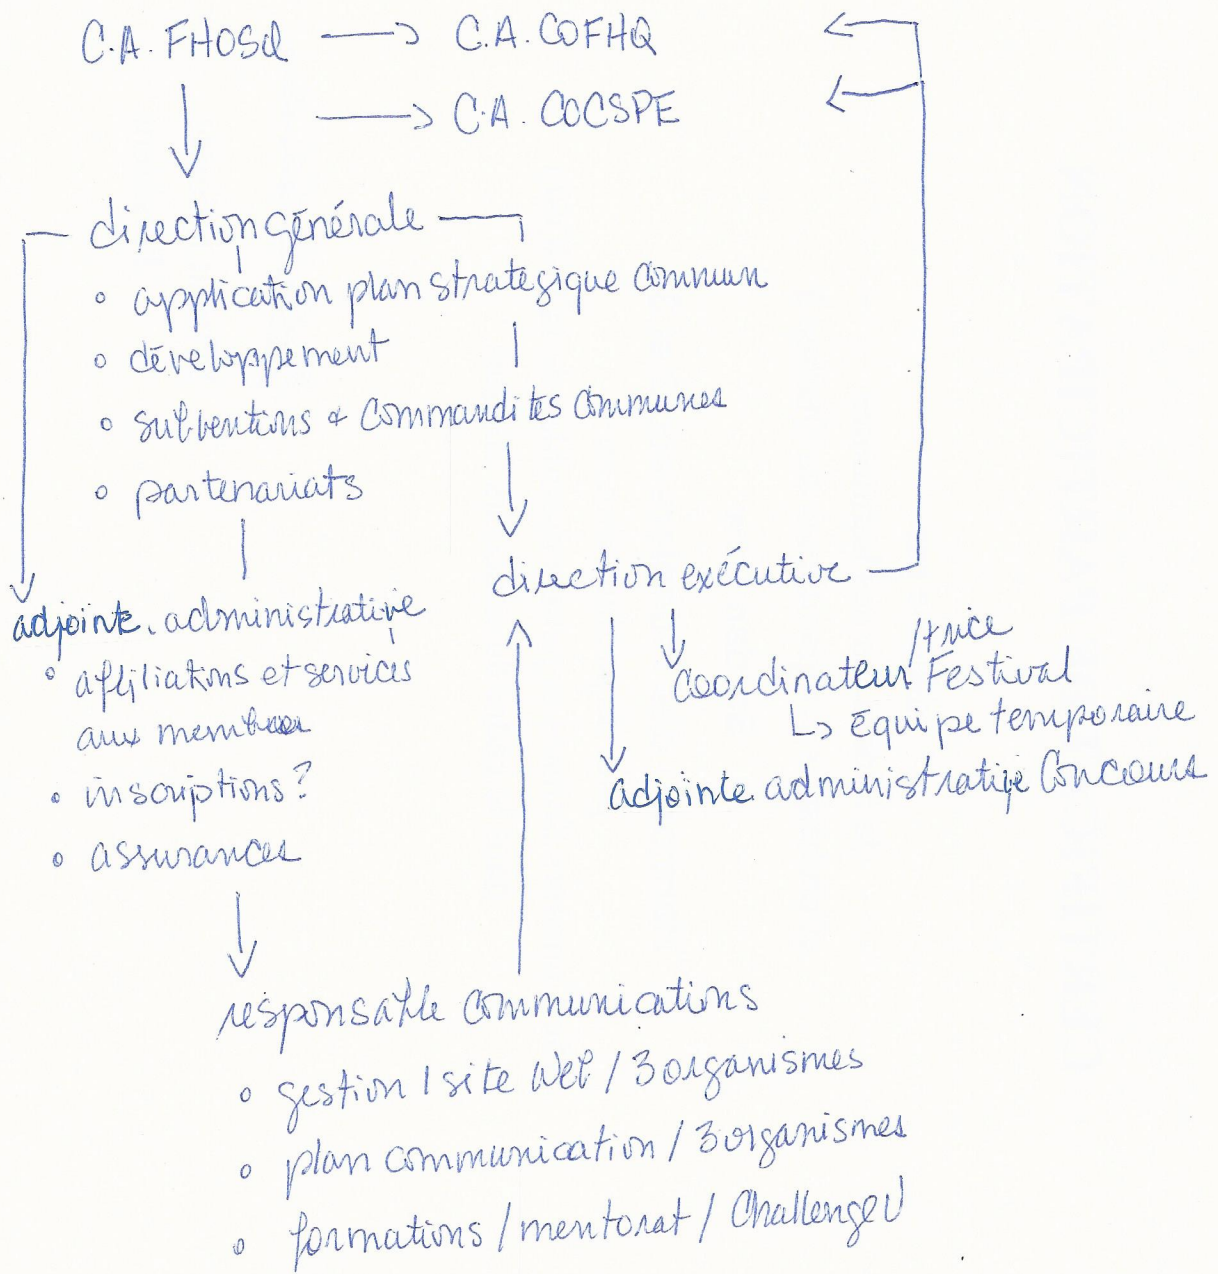 C.A. FHOSQ → C.A. COFHQ
→ C.A. COCSPE
direction générale
• application plan stratégique commun
• développement
• subventions & commandites communes
• partenariats
direction exécutive
adjointe administrative
• affiliations et services
aux membres
• inscriptions?
• assurances
/trice
coordinateur Festival
↳ équipe temporaire
adjointe administrative Concours
responsable communications
• gestion 1 site Web / 3 organismes
• plan communication / 3 organismes
• formations / mentorat / Challenge U